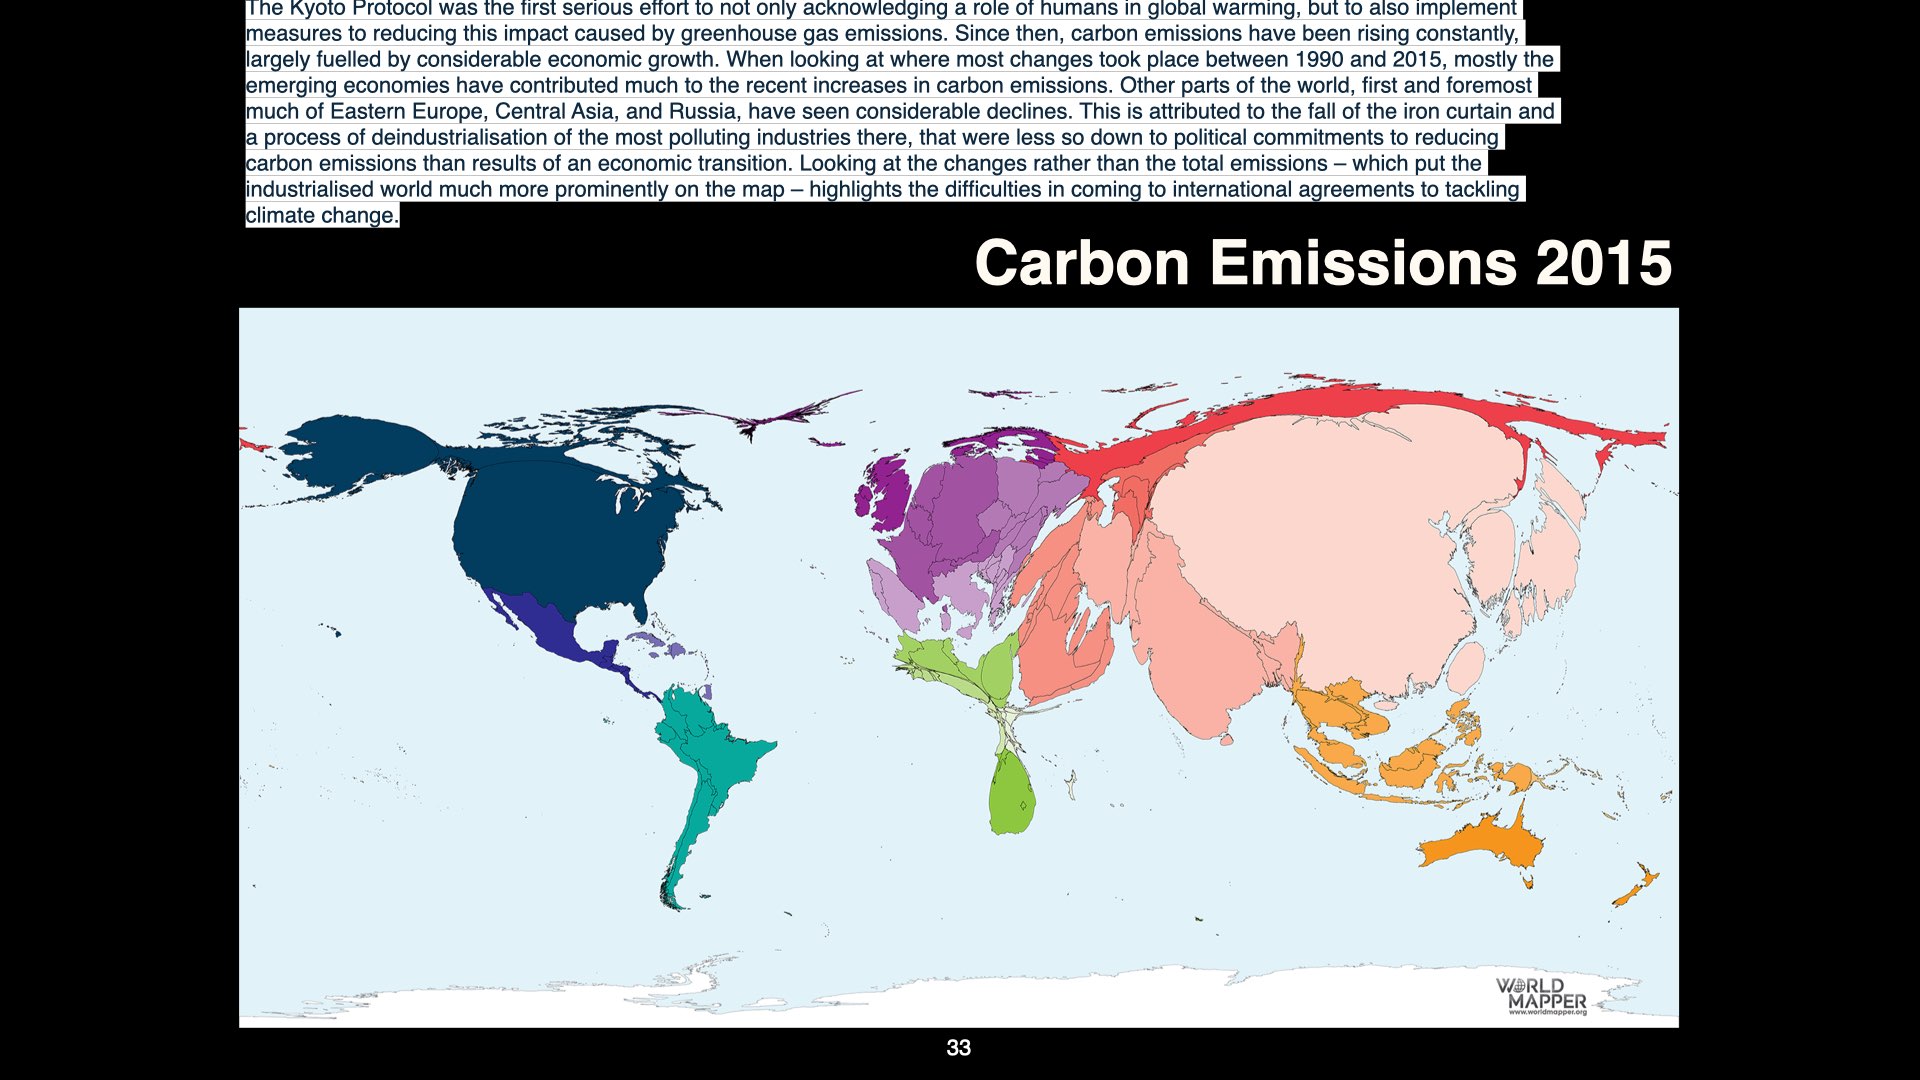 The Kyoto Protocol was the first serious effort to not only acknowledging a role of humans in global warming, but to also implement
measures to reducing this impact caused by greenhouse gas emissions. Since then, carbon emissions have been rising constantly,
largely fuelled by considerable economic growth. When looking at where most changes took place between 1990 and 2015, mostly the
emerging economies have contributed much to the recent increases in carbon emissions. Other parts of the world, first and foremost
much of Eastern Europe, Central Asia, and Russia, have seen considerable declines. This is attributed to the fall of the iron curtain and
a process of deindustrialisation of the most polluting industries there, that were less so down to political commitments to reducing
carbon emissions than results of an economic transition. Looking at the changes rather than the total emissions – which put the
industrialised world much more prominently on the map – highlights the difficulties in coming to international agreements to tackling
climate change.
Carbon Emissions 2015
WORLD
MAPPER
www.worldmapper.org
33